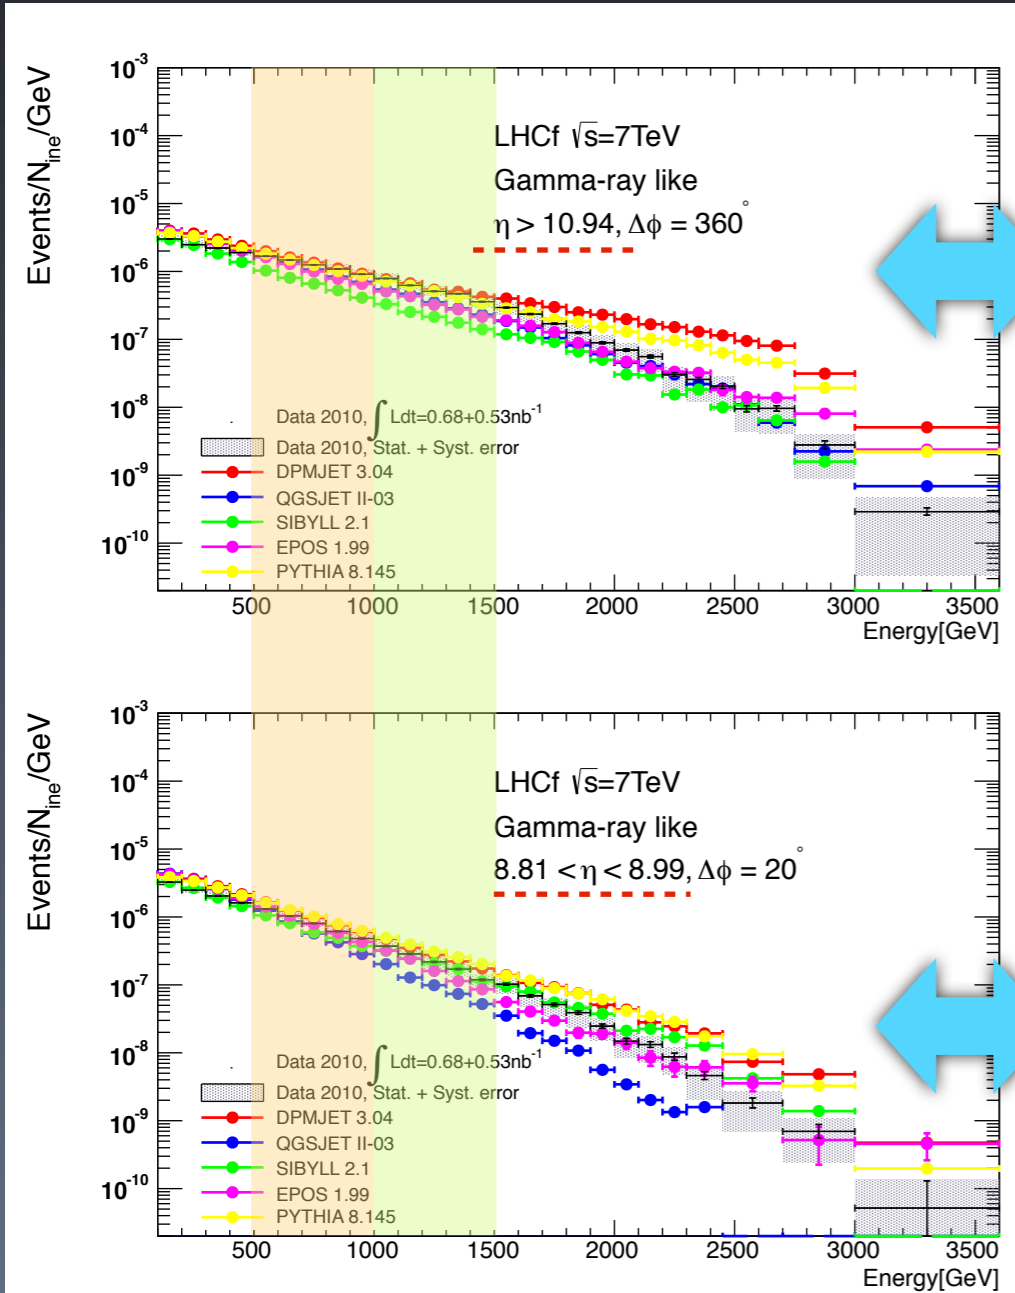 10-3
10-4
10-5
10-6
10-7
10-8
10-9
10-10
Events/Nine/GeV
LHCf √s=7TeV
Gamma-ray like
η > 10.94, Δϕ = 360°
Data 2010, ∫ Ldt=0.68+0.53nb-1
Data 2010, Stat. + Syst. error
DPMJET 3.04
QGSJET II-03
SIBYLL 2.1
EPOS 1.99
PYTHIA 8.145
500 1000 1500 2000 2500 3000 3500
Energy[GeV]
10-3
10-4
10-5
10-6
10-7
10-8
10-9
10-10
Events/Nine/GeV
LHCf √s=7TeV
Gamma-ray like
8.81 < η < 8.99, Δϕ = 20°
Data 2010, ∫ Ldt=0.68+0.53nb-1
Data 2010, Stat. + Syst. error
DPMJET 3.04
QGSJET II-03
SIBYLL 2.1
EPOS 1.99
PYTHIA 8.145
500 1000 1500 2000 2500 3000 3500
Energy[GeV]